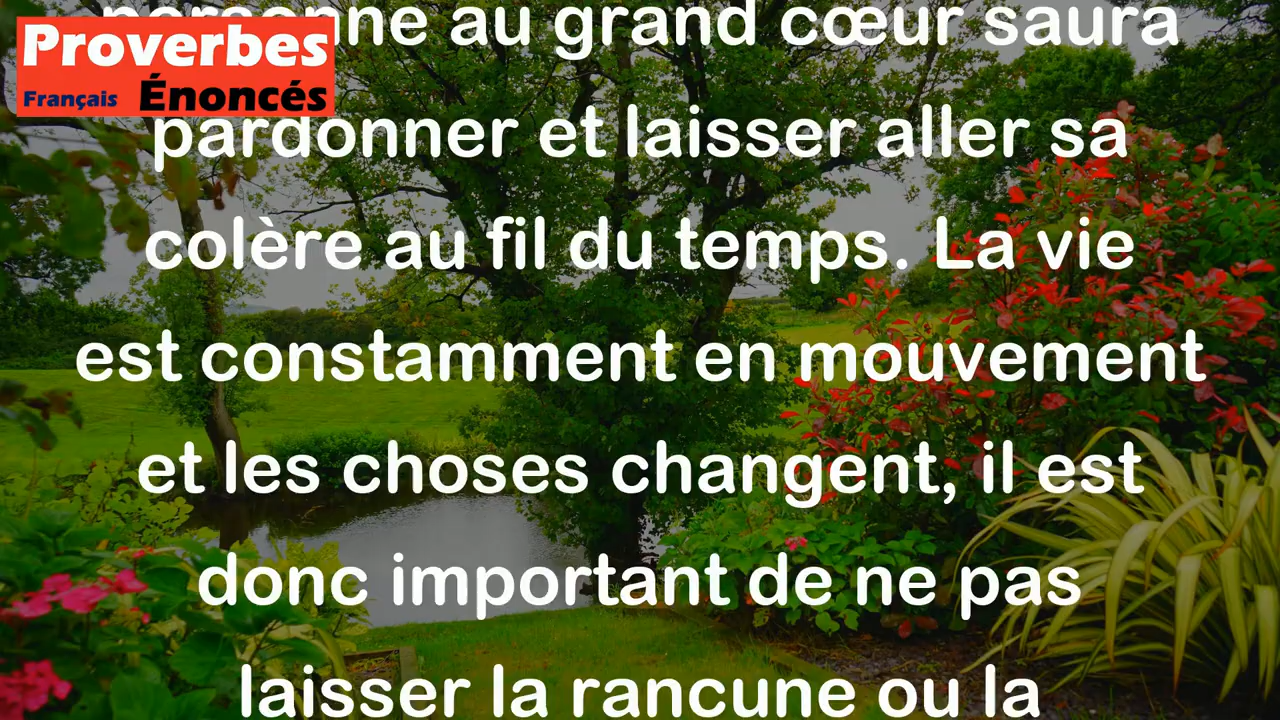 Proverbes
Français Énoncés
personne au grand cœur saura
pardonner et laisser aller sa
colère au fil du temps. La vie
est constamment en mouvement
et les choses changent, il est
donc important de ne pas
laisser la rancune ou la